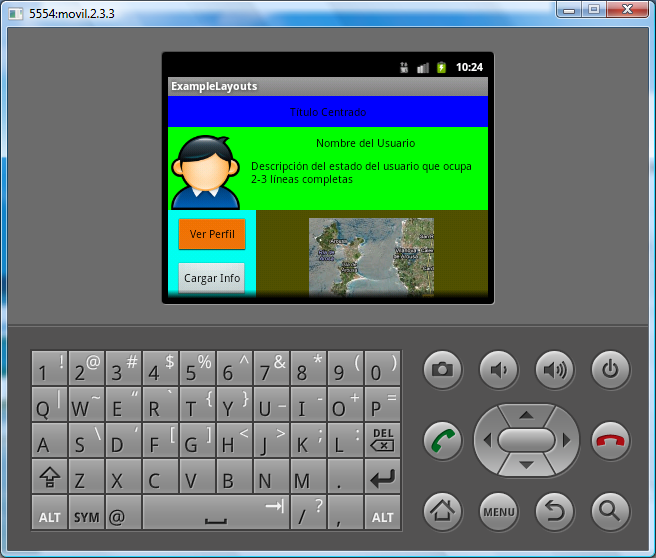 5554:movil.2.3.3
10:24
ExampleLayouts
Título Centrado
Nombre del Usuario
Descripción del estado del usuario que ocupa
2-3 líneas completas
Ver Perfil
Cargar Info
1 ! 2 @ 3 # 4 $ 5 % 6 ^ 7 & 8 * 9 ( 0 )
Q | W ~ E “ R ` T { Y } U _ I - O + P =
A S \ D ‘ F [ G ] H < J > K ; L : DEL
Z X C V B N M .
ALT SYM @ / ? , ALT
MENU